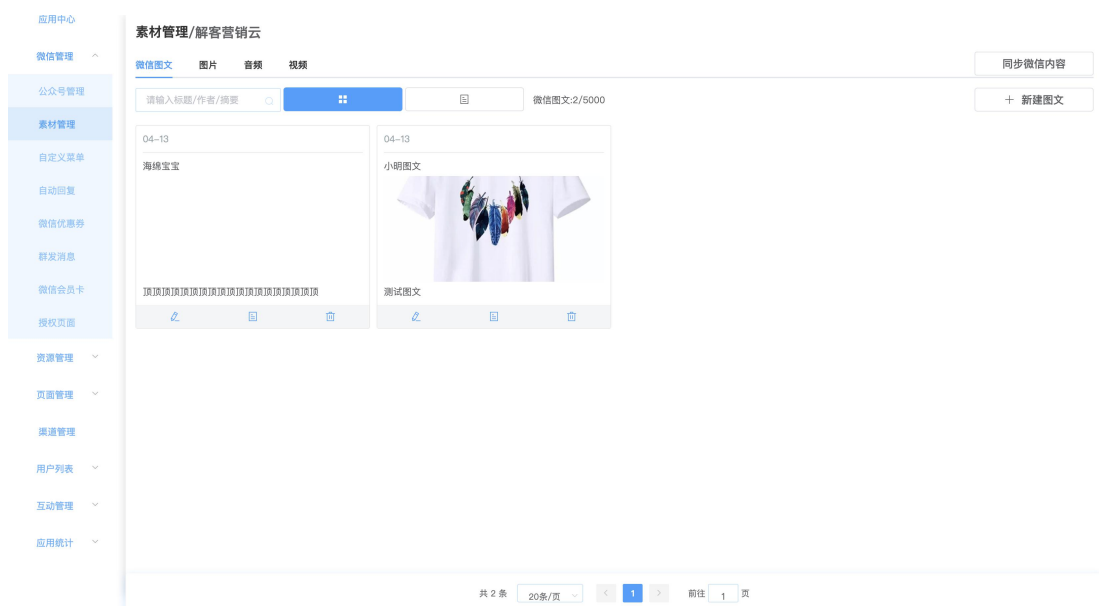 应用中心
微信管理
公众号管理
素材管理
自定义菜单
自动回复
微信优惠券
群发消息
微信会员卡
授权页面
资源管理
页面管理
渠道管理
用户列表
互动管理
应用统计
素材管理/解客营销云
微信图文 图片 音频 视频
同步微信内容
请输入标题/作者/摘要
微信图文:2/5000
+ 新建图文
04-13
海绵宝宝
顶顶顶顶顶顶顶顶顶顶顶顶顶顶顶顶顶顶顶
04-13
小明图文
测试图文
共 2 条 20条/页 1 前往 1 页